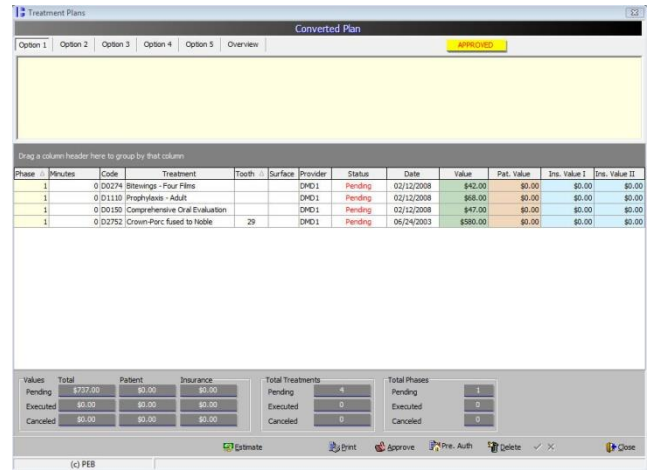 Treatment Plans
Converted Plan
Option 1 Option 2 Option 3 Option 4 Option 5 Overview APPROVED
Drag a column header here to group by that column
Phase Minutes Code Treatment Tooth Surface Provider Status Date Value Pat. Value Ins. Value I Ins. Value II
1 0 D0274 Bitewings - Four Films DMD1 Pending 02/12/2008 $42.00 $0.00 $0.00 $0.00
1 0 D1110 Prophylaxis - Adult DMD1 Pending 02/12/2008 $68.00 $0.00 $0.00 $0.00
1 0 D0150 Comprehensive Oral Evaluation DMD1 Pending 02/12/2008 $47.00 $0.00 $0.00 $0.00
1 0 D2752 Crown-Porc fused to Noble 29 DMD1 Pending 06/24/2003 $580.00 $0.00 $0.00 $0.00
Values Total Patient Insurance Total Treatments Total Phases
Pending $737.00 $0.00 $0.00 Pending 4 Pending 1
Executed $0.00 $0.00 $0.00 Executed 0 Executed 0
Canceled $0.00 $0.00 $0.00 Canceled 0 Canceled 0
Estimate Print Approve Pre. Auth Delete Close
(c) PEB